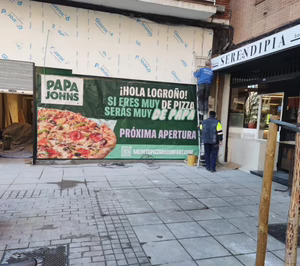 PAPA JOHNS
¡HOLA LOGROÑO!
SI ERES MUY DE PIZZA
SERÁS MUY DE PAPA
PRÓXIMA APERTURA
SERENDIPIA